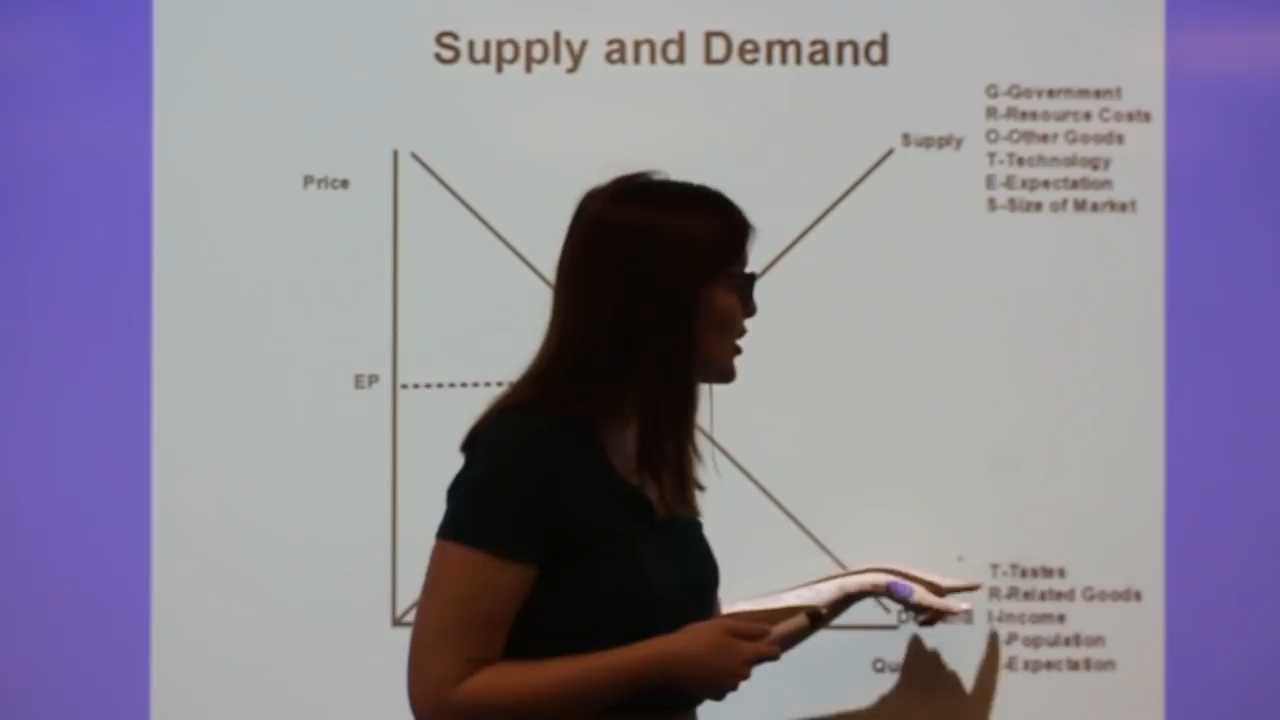 Supply and Demand
G-Government
R-Resource Costs
O-Other Goods
T-Technology
E-Expectation
S-Size of Market
Supply
Price
EP
T-Tastes
R-Related Goods
I-Income
-Population
-Expectation